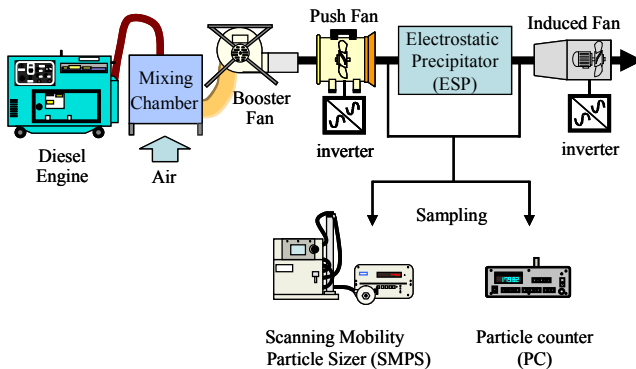 Push Fan
Induced Fan
Electrostatic
Precipitator
(ESP)
Mixing
Chamber
Booster
Fan
inverter
inverter
Diesel
Engine
Air
Sampling
17982
Scanning Mobility
Particle Sizer (SMPS)
Particle counter
(PC)